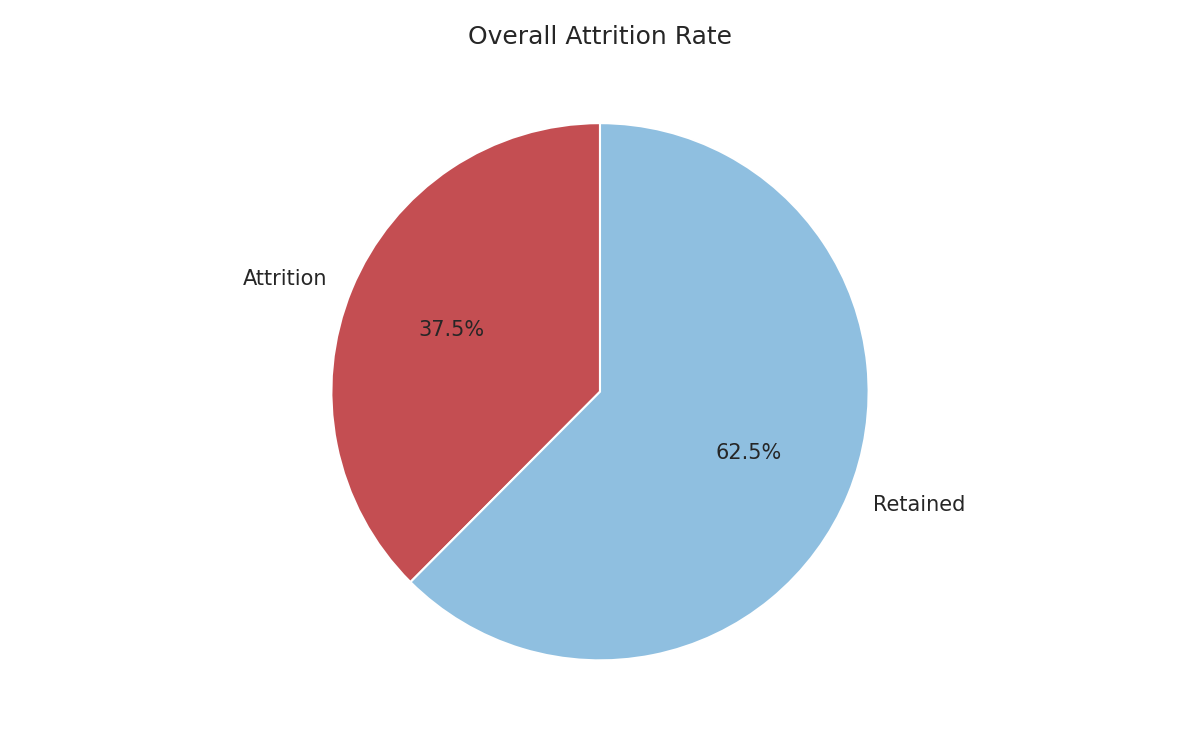 Overall Attrition Rate
Attrition
37.5%
62.5%
Retained